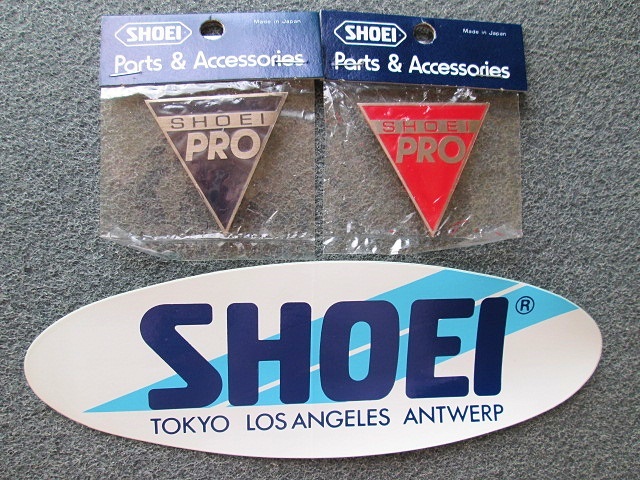 SHOEI
Made in Japan
Parts & Accessories
SHOEI
PRO
SHOEI
Made in Japan
Parts & Accessories
SHOEI
PRO
SHOEI®
TOKYO LOS ANGELES ANTWERP